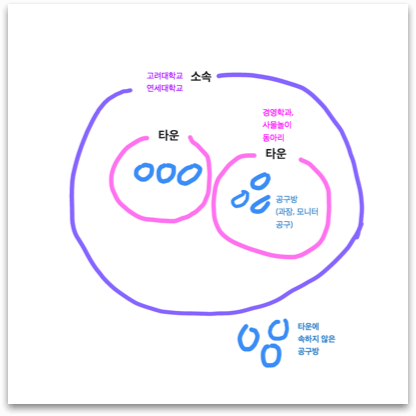 고려대학교 소속
연세대학교
경영학과,
사물놀이
동아리
타운
타운
공구방
(과잠, 모니터
공구)
타운에
속하지 않은
공구방